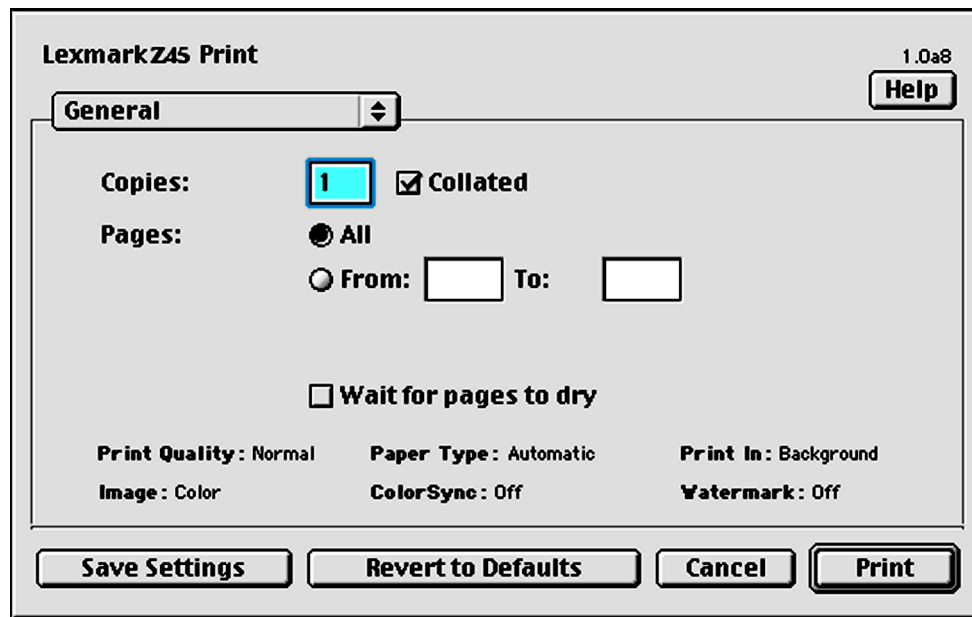 Lexmark Z45 Print
1.0a8
Help
General
Copies: 1 Collated
Pages: All
From: To:
Wait for pages to dry
Print Quality: Normal Paper Type: Automatic Print In: Background
Image: Color ColorSync: Off Watermark: Off
Save Settings Revert to Defaults Cancel Print